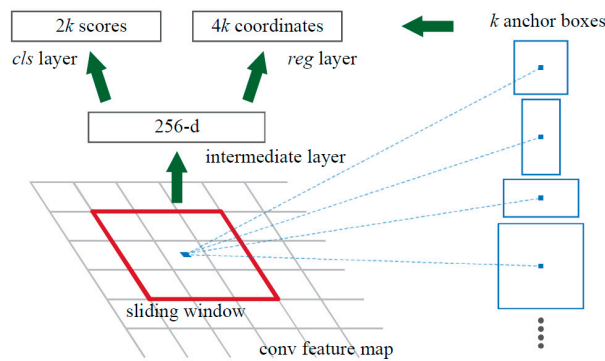 2k scores
4k coordinates
k anchor boxes
cls layer
reg layer
256-d
intermediate layer
sliding window
conv feature map